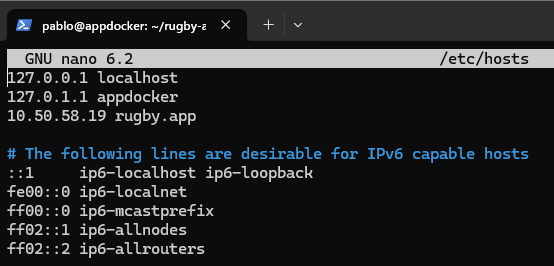 pablo@appdocker: ~/rugby-a
GNU nano 6.2 /etc/hosts
127.0.0.1 localhost
127.0.1.1 appdocker
10.50.58.19 rugby.app
# The following lines are desirable for IPv6 capable hosts
::1 ip6-localhost ip6-loopback
fe00::0 ip6-localnet
ff00::0 ip6-mcastprefix
ff02::1 ip6-allnodes
ff02::2 ip6-allrouters